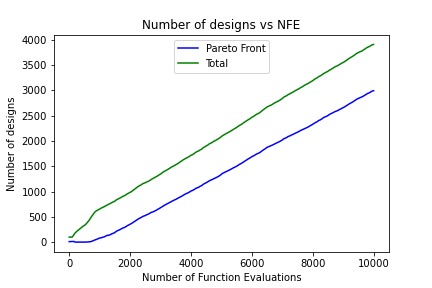 Number of designs vs NFE
Pareto Front
Total
Number of designs
4000
3500
3000
2500
2000
1500
1000
500
0
0 2000 4000 6000 8000 10000
Number of Function Evaluations